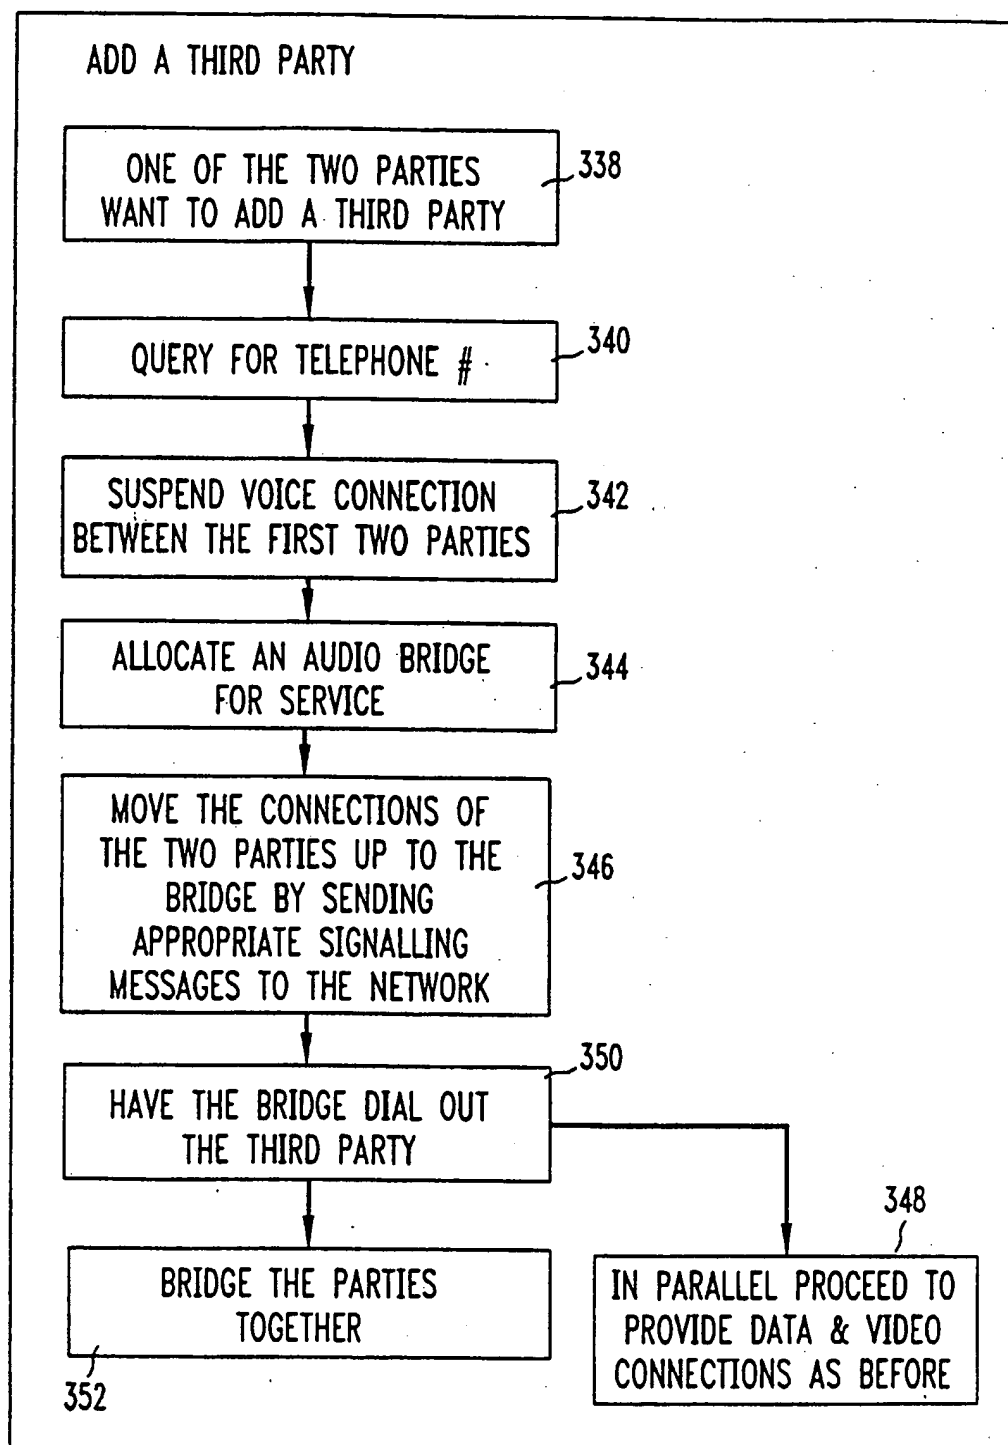 ADD A THIRD PARTY
ONE OF THE TWO PARTIES
WANT TO ADD A THIRD PARTY
338
QUERY FOR TELEPHONE #
340
SUSPEND VOICE CONNECTION
BETWEEN THE FIRST TWO PARTIES
342
ALLOCATE AN AUDIO BRIDGE
FOR SERVICE
344
MOVE THE CONNECTIONS OF
THE TWO PARTIES UP TO THE
BRIDGE BY SENDING
APPROPRIATE SIGNALLING
MESSAGES TO THE NETWORK
346
350
HAVE THE BRIDGE DIAL OUT
THE THIRD PARTY
348
BRIDGE THE PARTIES
TOGETHER
352
IN PARALLEL PROCEED TO
PROVIDE DATA & VIDEO
CONNECTIONS AS BEFORE